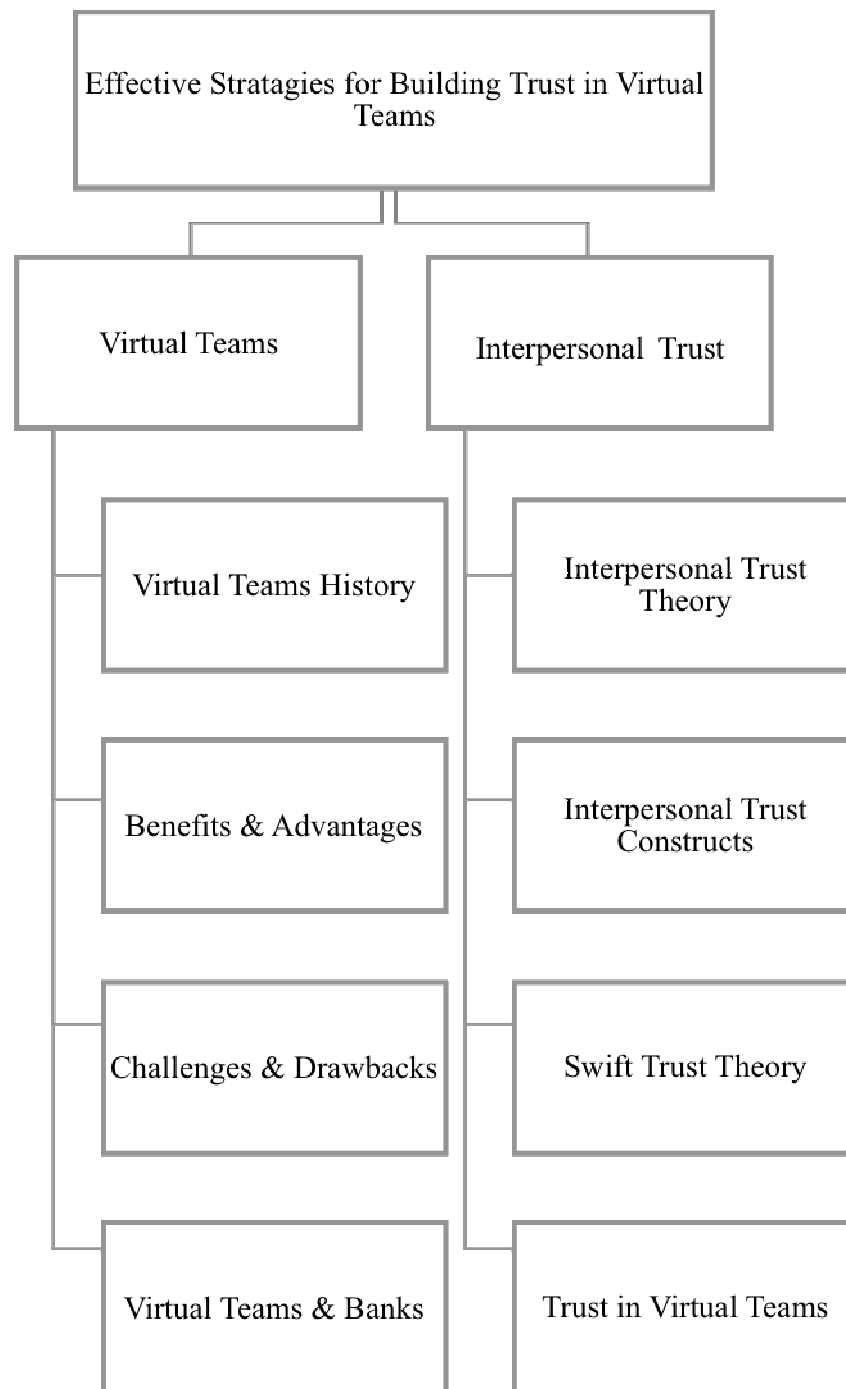 Effective Stratagies for Building Trust in Virtual
Teams
Virtual Teams
Interpersonal Trust
Virtual Teams History
Benefits & Advantages
Challenges & Drawbacks
Virtual Teams & Banks
Interpersonal Trust
Theory
Interpersonal Trust
Constructs
Swift Trust Theory
Trust in Virtual Teams